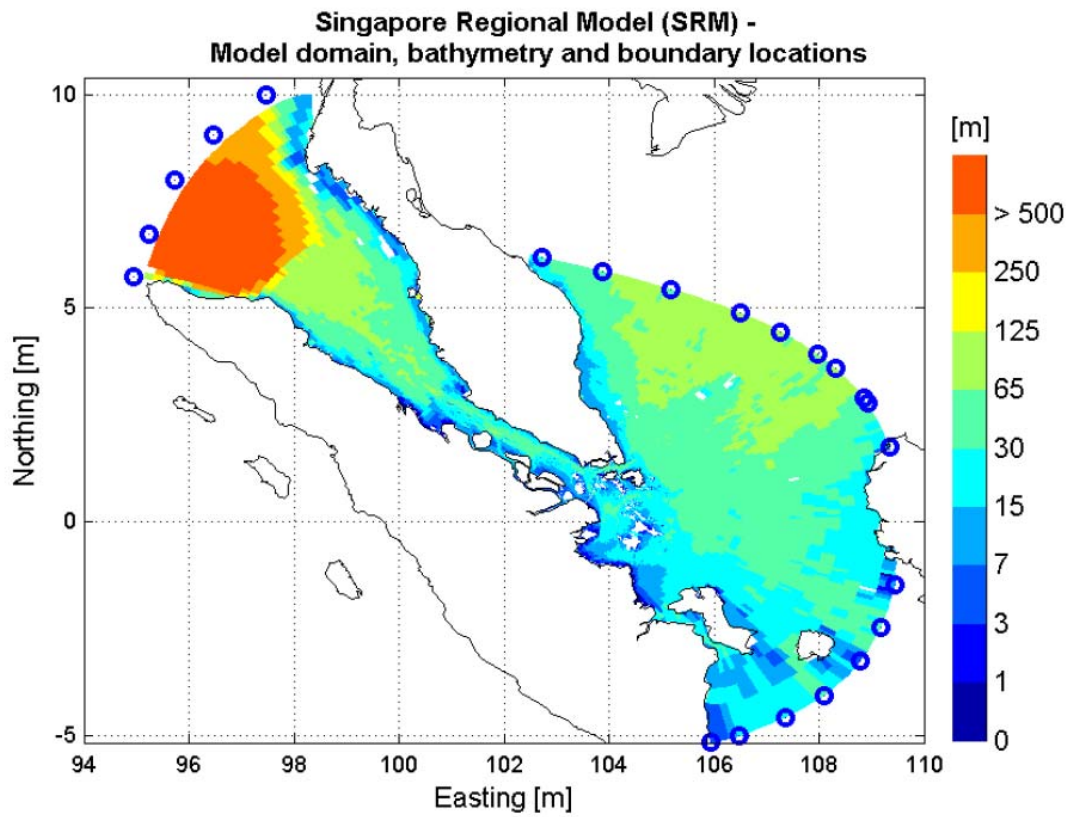 Singapore Regional Model (SRM) -
Model domain, bathymetry and boundary locations
[m]
> 500
250
125
65
30
15
7
3
1
0
10
5
0
-5
Northing [m]
94 96 98 100 102 104 106 108 110
Easting [m]